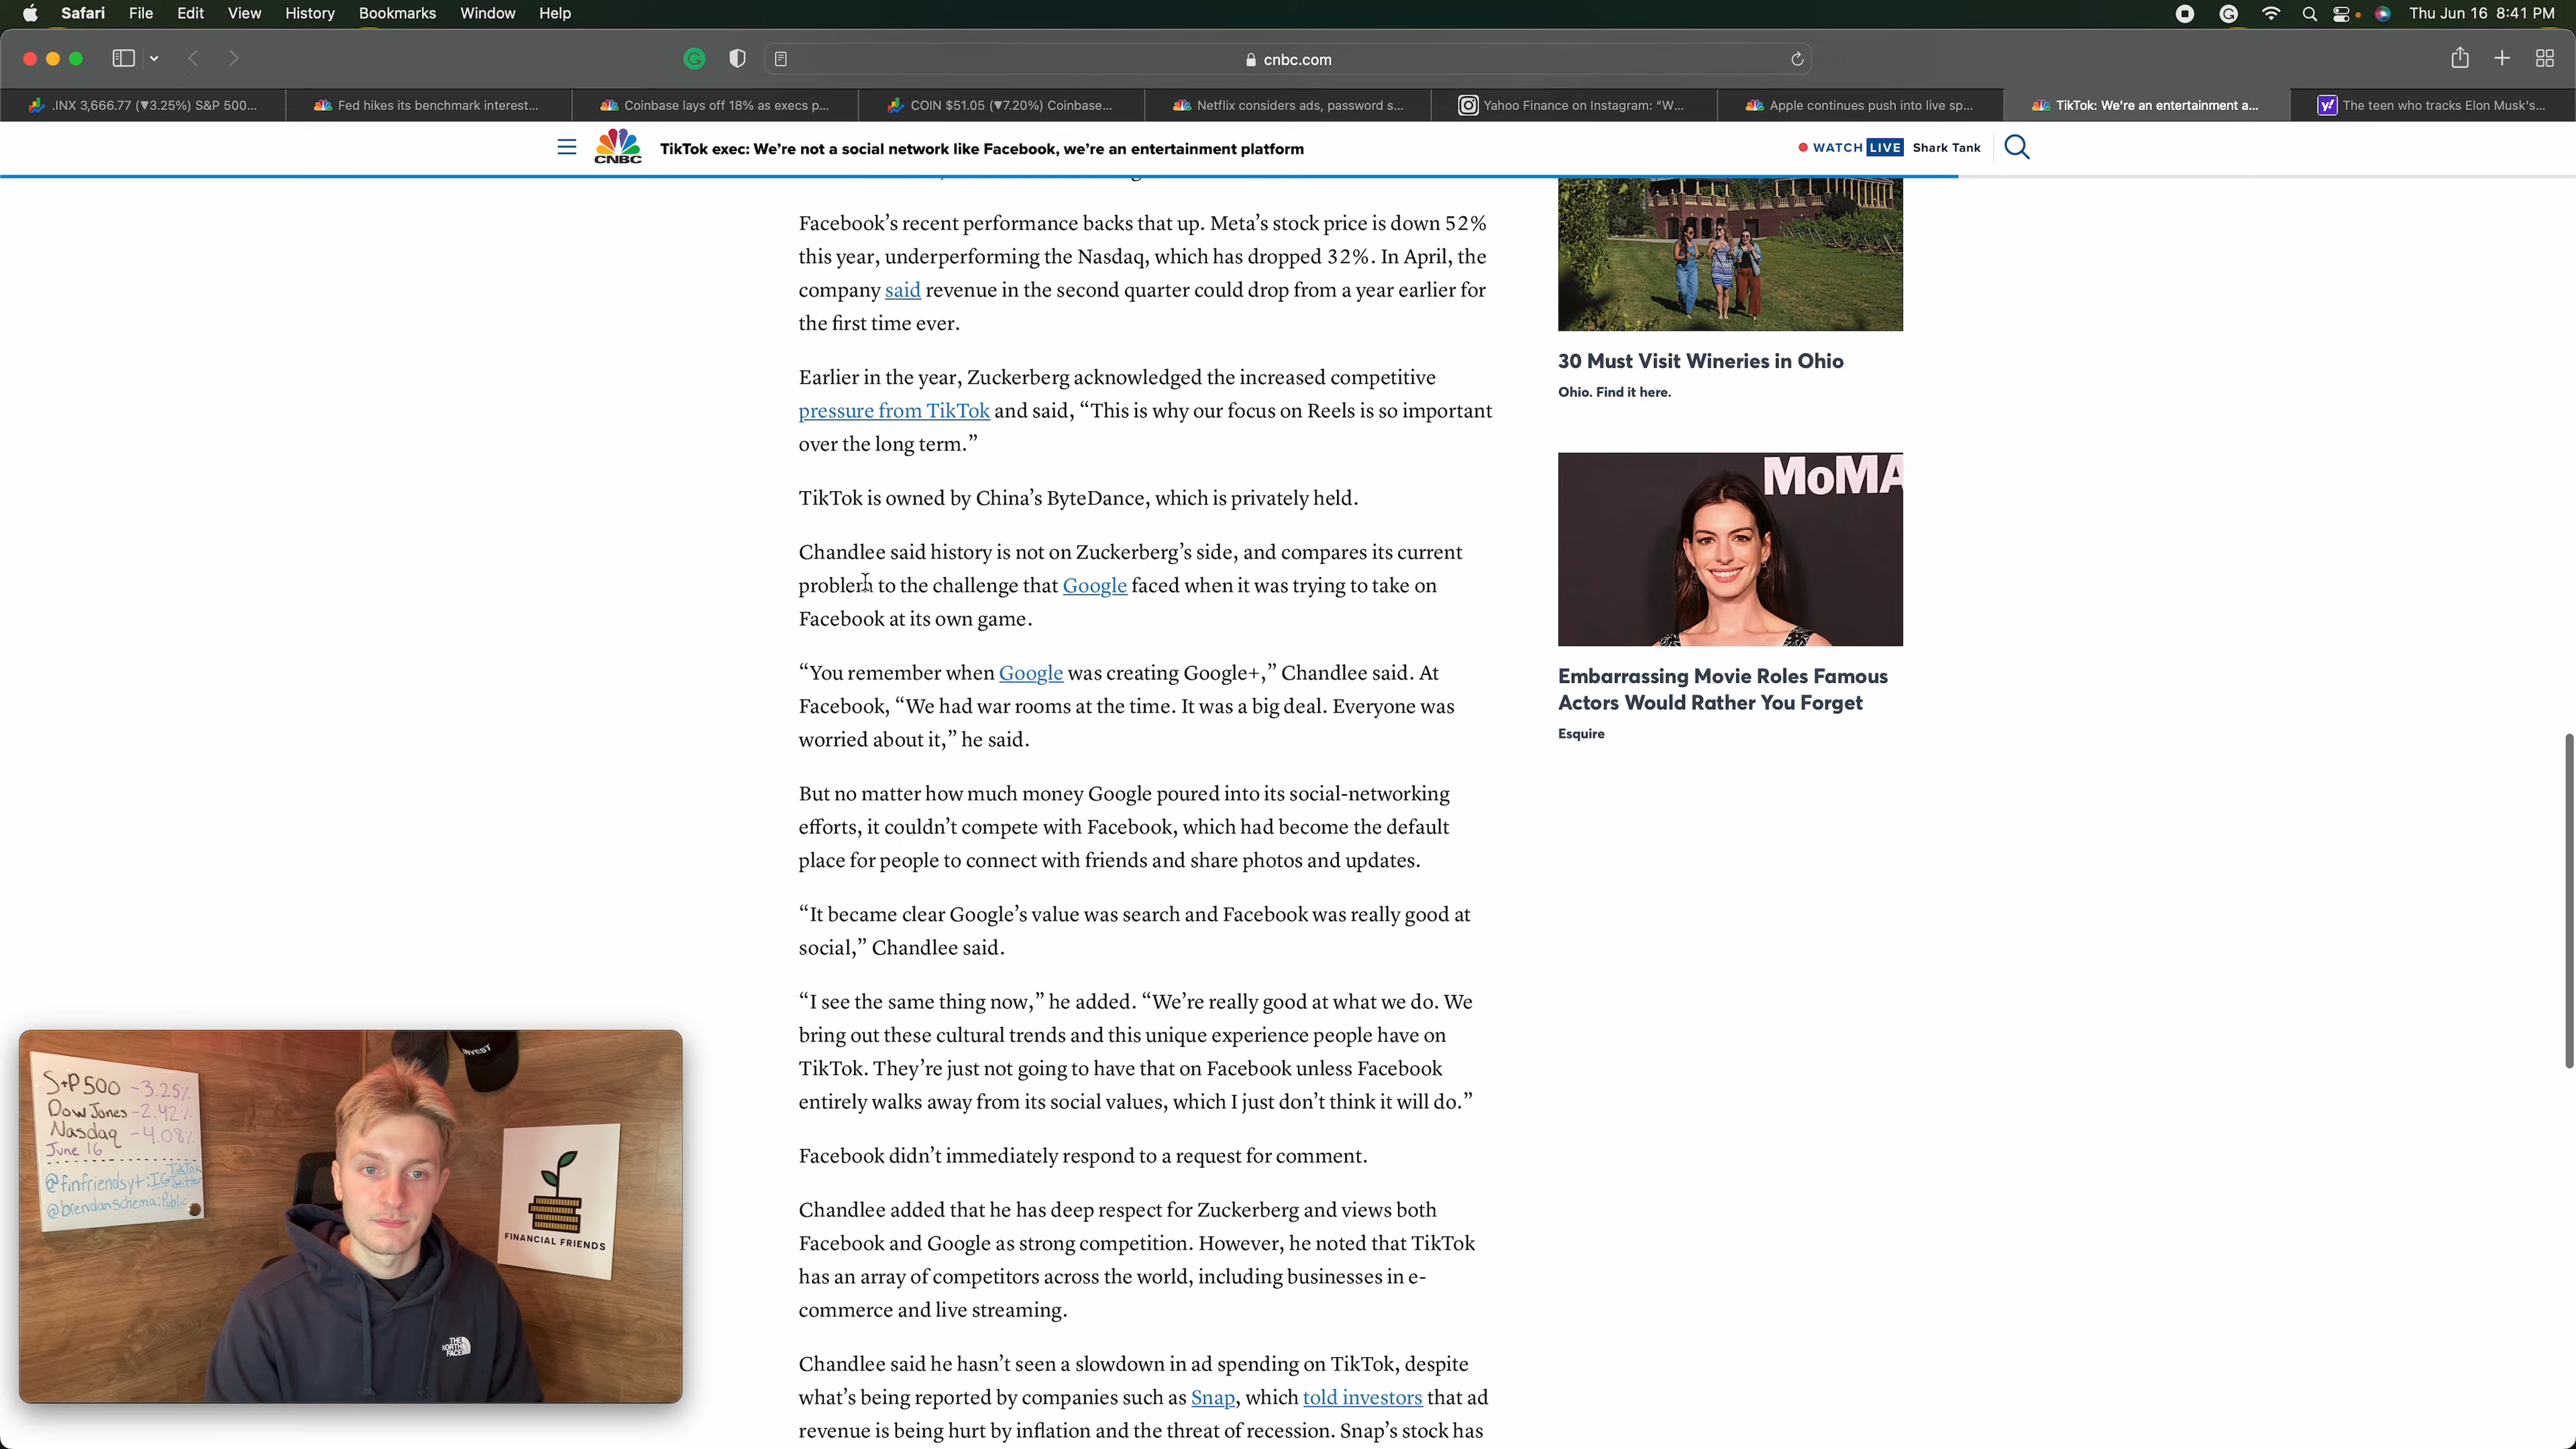 Safari File Edit View History Bookmarks Window Help Thu Jun 16 8:41 PM
cnbc.com
.INX 3,666.77 (▼3.25%) S&P 500... Fed hikes its benchmark interest... Coinbase lays off 18% as execs p... COIN $51.05 (▼7.20%) Coinbase... Netflix considers ads, password s... Yahoo Finance on Instagram: “W... Apple continues push into live sp... TikTok: We're an entertainment a... The teen who tracks Elon Musk's...
CNBC TikTok exec: We’re not a social network like Facebook, we’re an entertainment platform WATCH LIVE Shark Tank
Facebook’s recent performance backs that up. Meta’s stock price is down 52%
this year, underperforming the Nasdaq, which has dropped 32%. In April, the
company said revenue in the second quarter could drop from a year earlier for
the first time ever.
Earlier in the year, Zuckerberg acknowledged the increased competitive
pressure from TikTok and said, “This is why our focus on Reels is so important
over the long term.”
TikTok is owned by China’s ByteDance, which is privately held.
Chandlee said history is not on Zuckerberg’s side, and compares its current
problem to the challenge that Google faced when it was trying to take on
Facebook at its own game.
“You remember when Google was creating Google+,” Chandlee said. At
Facebook, “We had war rooms at the time. It was a big deal. Everyone was
worried about it,” he said.
But no matter how much money Google poured into its social-networking
efforts, it couldn’t compete with Facebook, which had become the default
place for people to connect with friends and share photos and updates.
“It became clear Google’s value was search and Facebook was really good at
social,” Chandlee said.
“I see the same thing now,” he added. “We’re really good at what we do. We
bring out these cultural trends and this unique experience people have on
TikTok. They’re just not going to have that on Facebook unless Facebook
entirely walks away from its social values, which I just don’t think it will do.”
Facebook didn’t immediately respond to a request for comment.
Chandlee added that he has deep respect for Zuckerberg and views both
Facebook and Google as strong competition. However, he noted that TikTok
has an array of competitors across the world, including businesses in e-
commerce and live streaming.
Chandlee said he hasn’t seen a slowdown in ad spending on TikTok, despite
what’s being reported by companies such as Snap, which told investors that ad
revenue is being hurt by inflation and the threat of recession. Snap’s stock has
30 Must Visit Wineries in Ohio
Ohio. Find it here.
MoMA
Embarrassing Movie Roles Famous
Actors Would Rather You Forget
Esquire
S+P 500 -3.25%
Dow Jones -2.42%
Nasdaq -4.08%
June 16
TikTok
@finfriendsyt: IG Twitter
@brendanschema: Public
INVEST
FINANCIAL FRIENDS
THE
NORTH
FACE